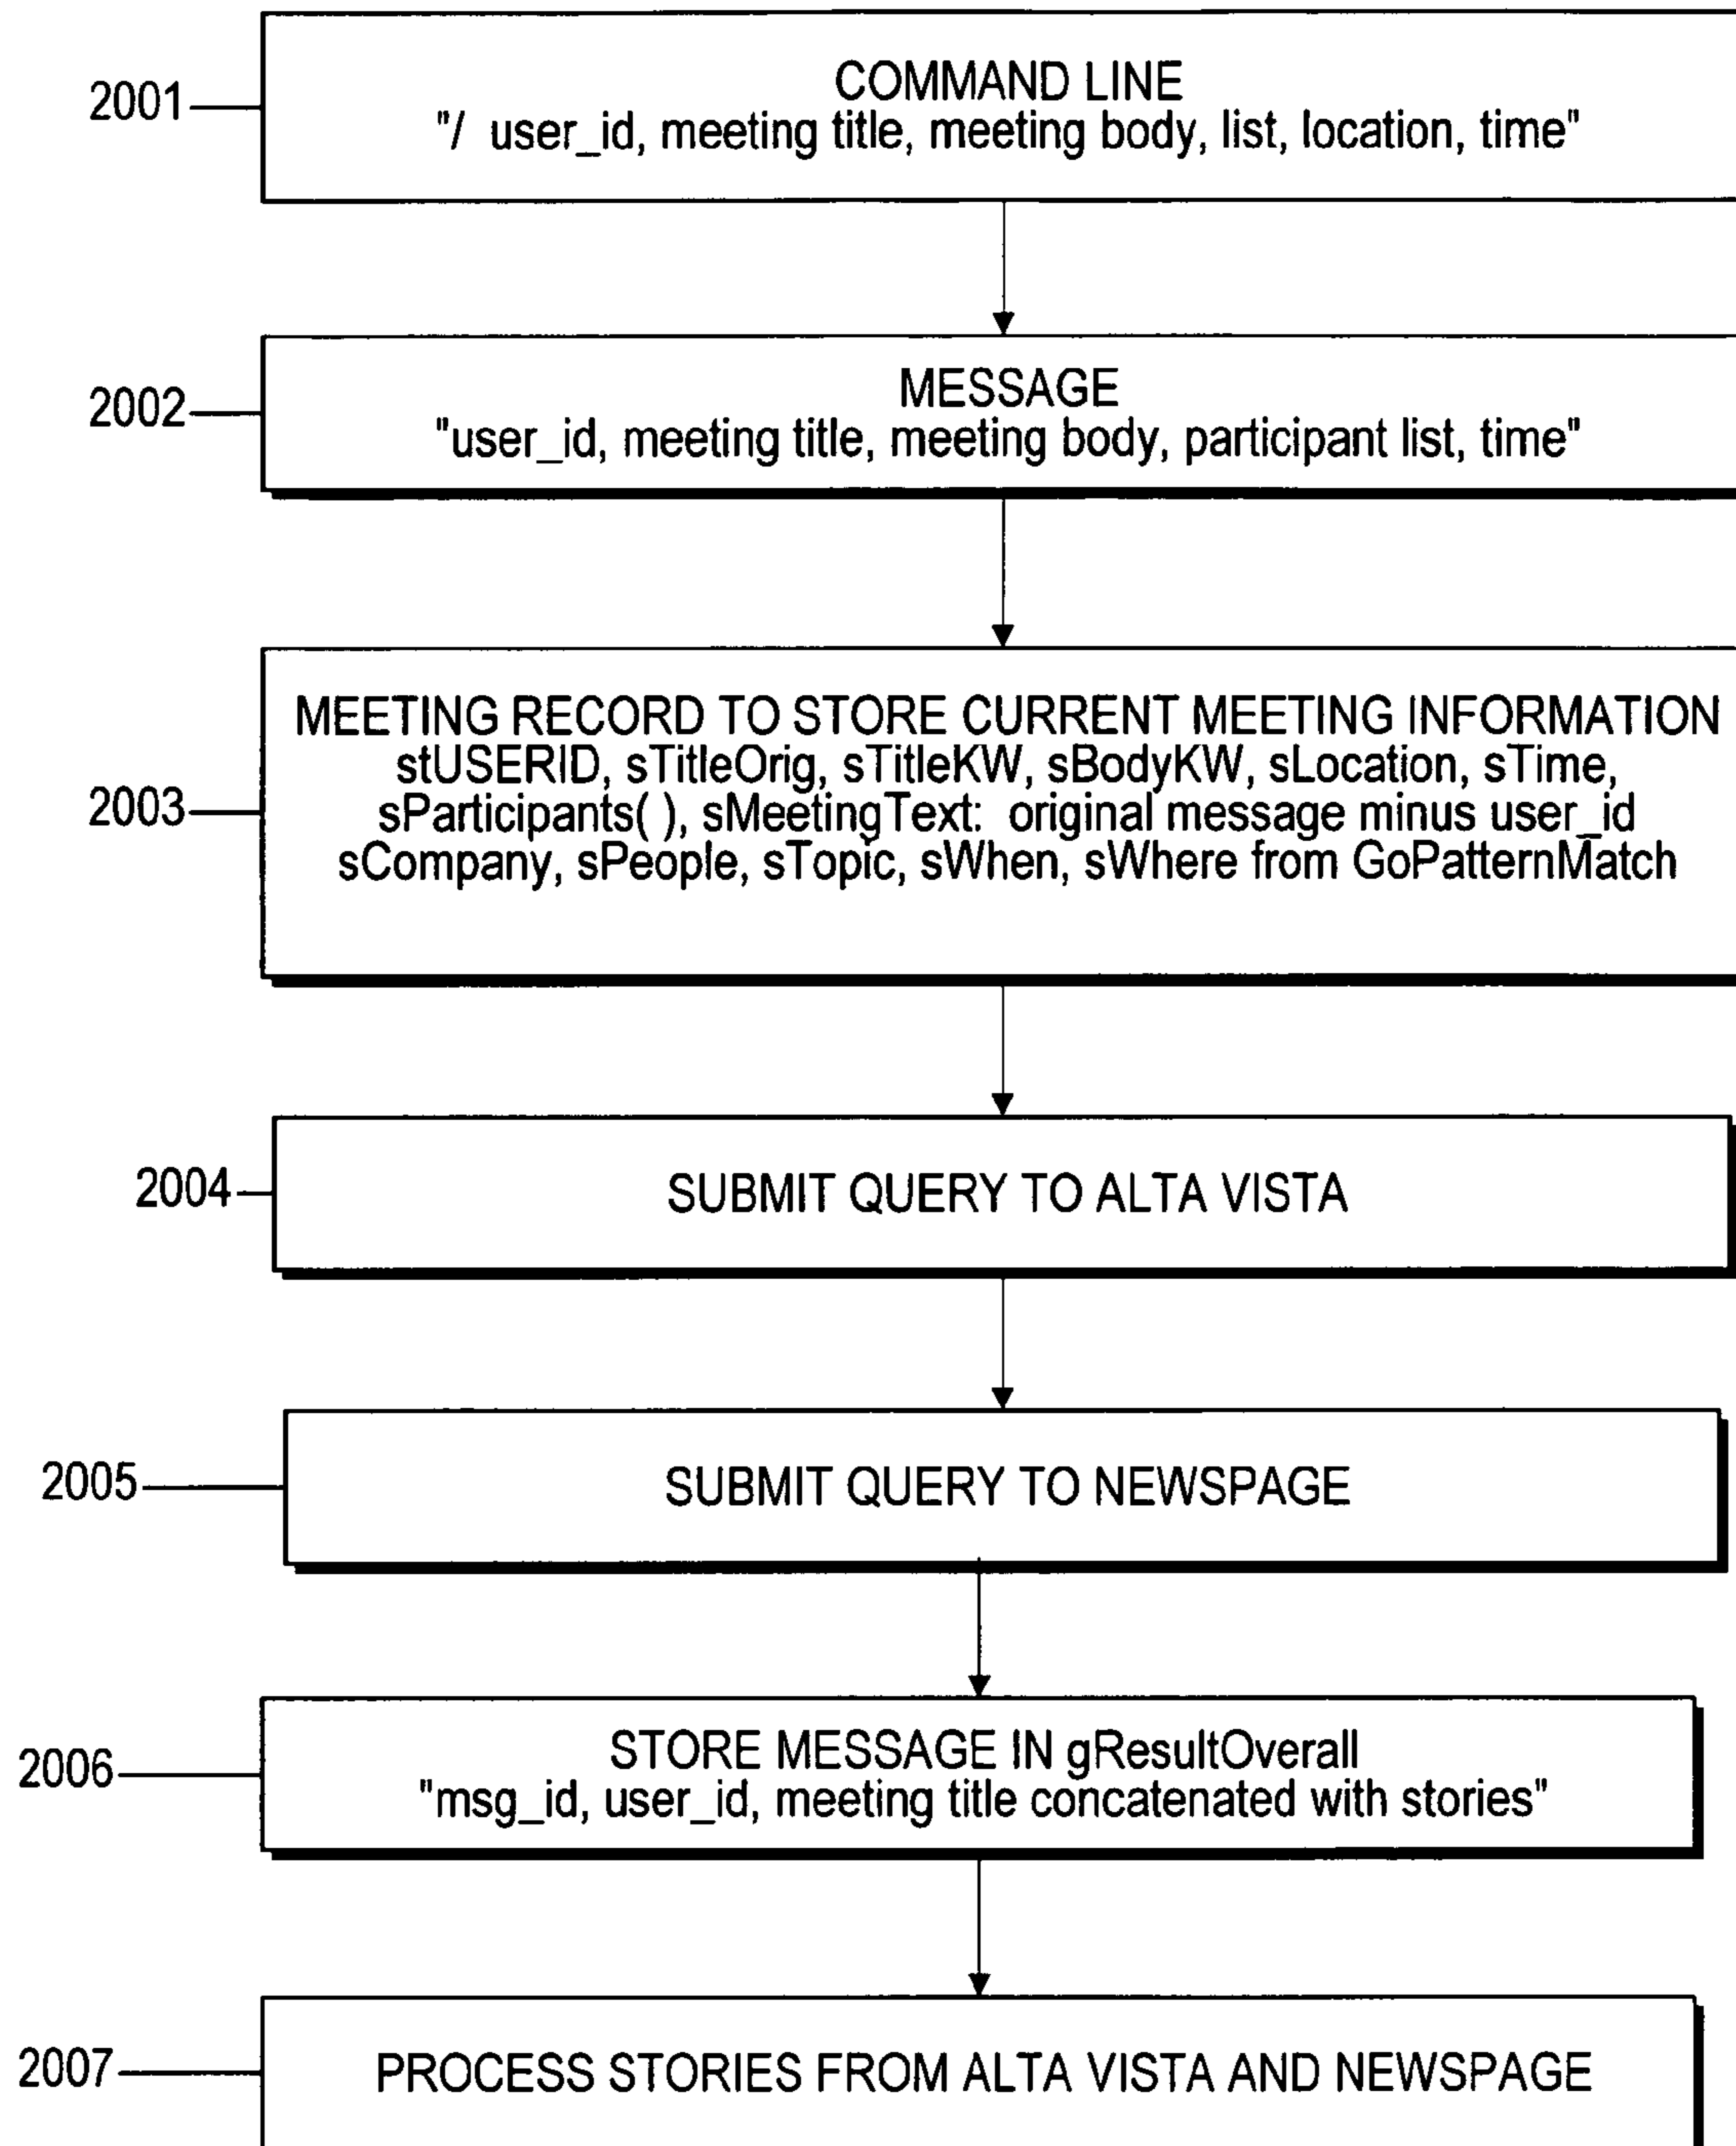 COMMAND LINE
2001
"/ user_id, meeting title, meeting body, list, location, time"
MESSAGE
2002
"user_id, meeting title, meeting body, participant list, time"
MEETING RECORD TO STORE CURRENT MEETING INFORMATION
stUSERID, sTitleOrig, sTitleKW, sBodyKW, sLocation, sTime,
2003
sParticipants( ), sMeetingText: original message minus user_id
sCompany, sPeople, sTopic, sWhen, sWhere from GoPatternMatch
2004
SUBMIT QUERY TO ALTA VISTA
2005
SUBMIT QUERY TO NEWSPAGE
STORE MESSAGE IN gResultOverall
2006
"msg_id, user_id, meeting title concatenated with stories"
2007
PROCESS STORIES FROM ALTA VISTA AND NEWSPAGE